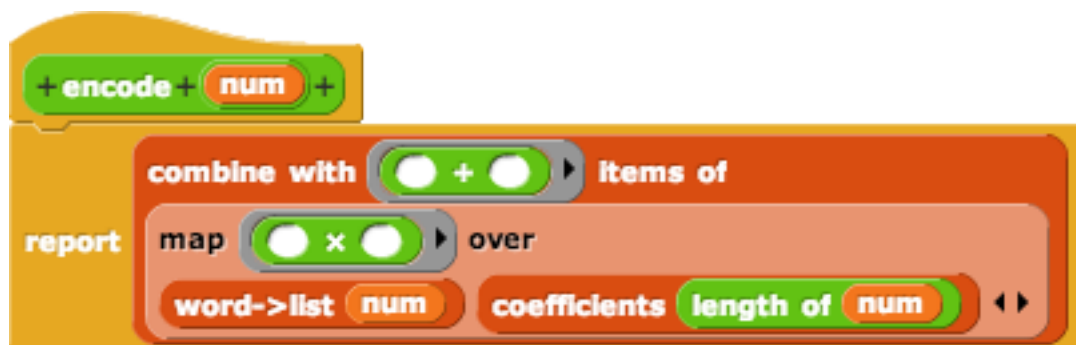 +encode+ num +
combine with + items of
report map × over
word->list num coefficients length of num